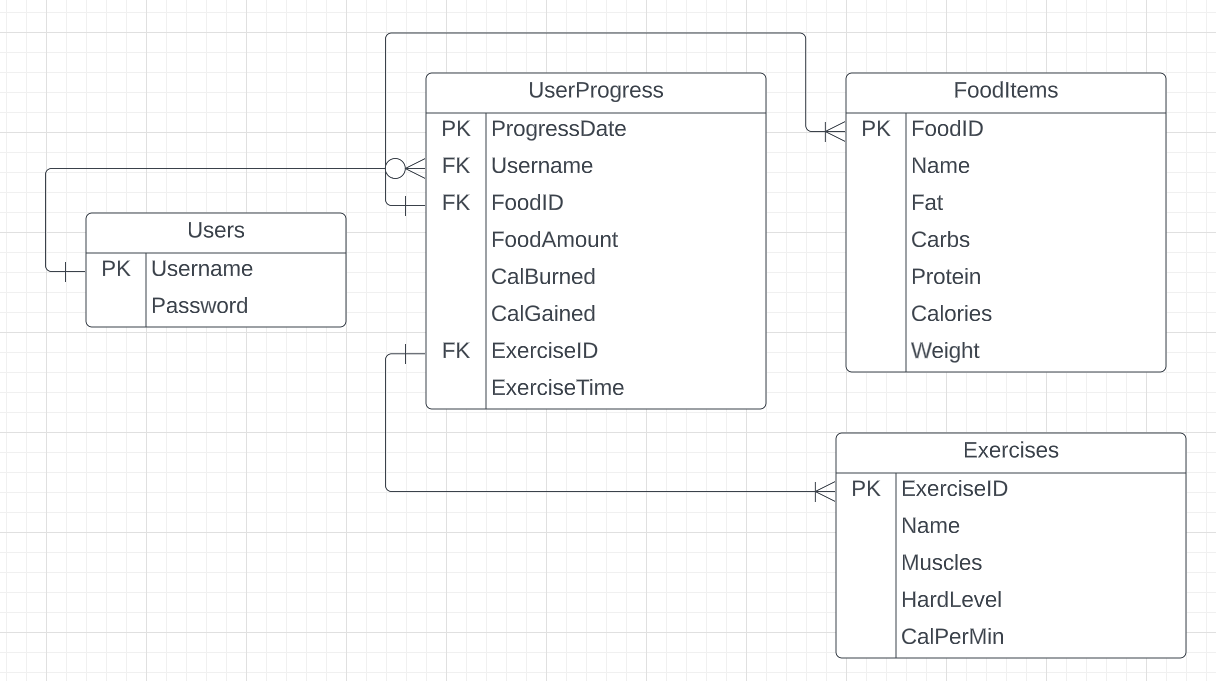 UserProgress
PK ProgressDate
FK Username
FK FoodID
FoodAmount
CalBurned
CalGained
FK ExerciseID
ExerciseTime
FoodItems
PK FoodID
Name
Fat
Carbs
Protein
Calories
Weight
Users
PK Username
Password
Exercises
PK ExerciseID
Name
Muscles
HardLevel
CalPerMin